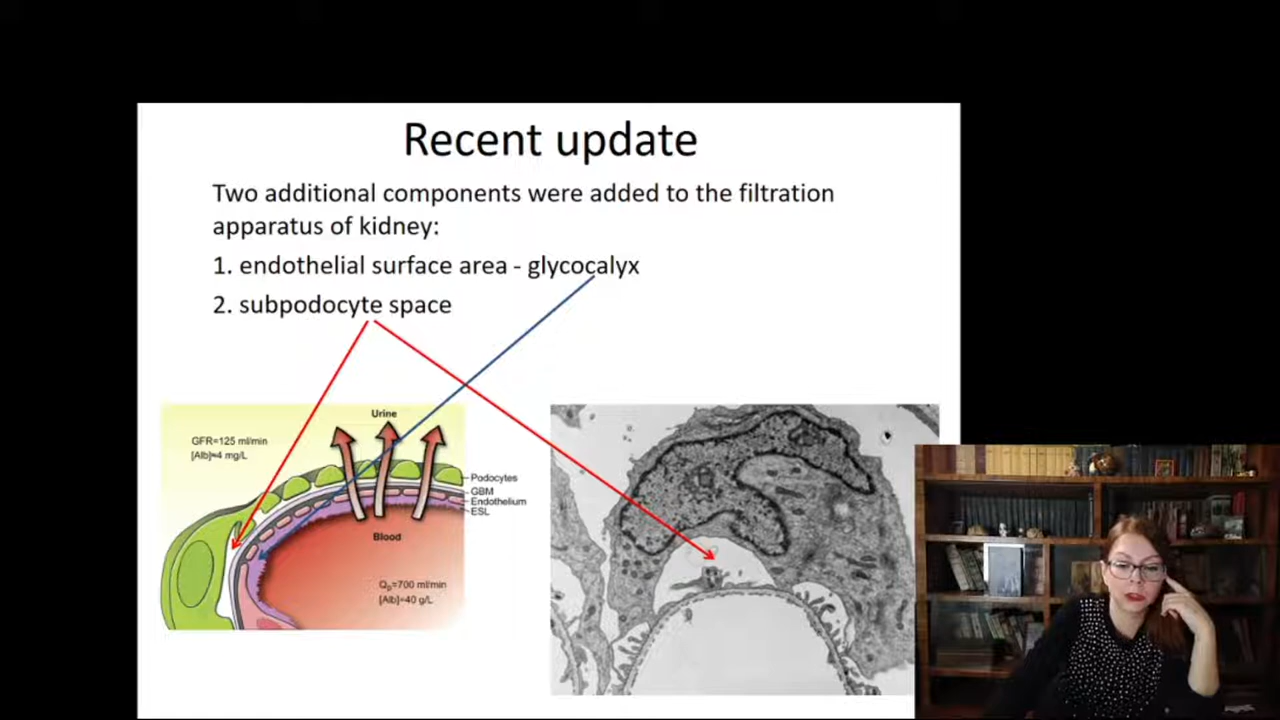 Recent update
Two additional components were added to the filtration
apparatus of kidney:
1. endothelial surface area - glycocalyx
2. subpodocyte space
Urine
GFR=125 ml/min
[Alb]≈4 mg/L
Podocytes
GBM
Endothelium
ESL
Blood
Qp=700 ml/min
[Alb]=40 g/L